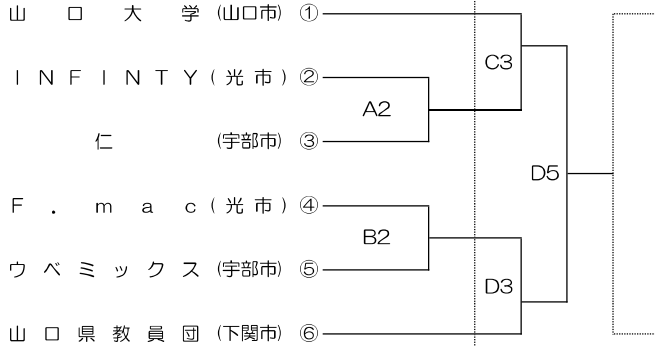 山口大学(山口市) ①
C3
INFINTY(光市) ②
A2
仁(宇部市) ③
D5
F.mac(光市) ④
B2
ウベミックス(宇部市) ⑤
D3
山口県教員団(下関市) ⑥